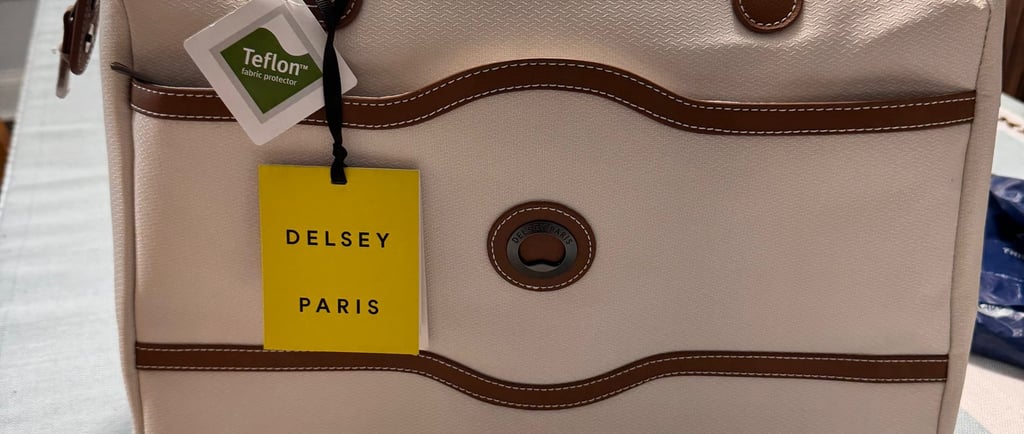 Teflon™
fabric protector
DELSEY
PARIS
DELSEY PARIS